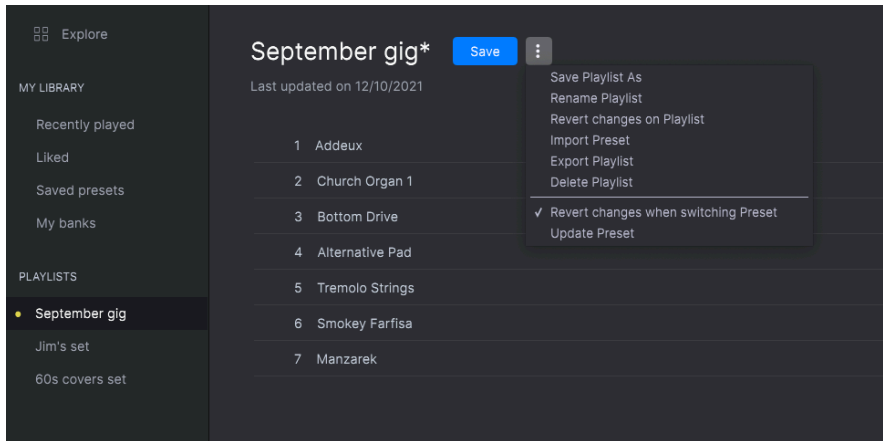 Explore
MY LIBRARY
Recently played
Liked
Saved presets
My banks
PLAYLISTS
September gig
Jim's set
60s covers set
September gig*
Save
Last updated on 12/10/2021
1 Addeux
2 Church Organ 1
3 Bottom Drive
4 Alternative Pad
5 Tremolo Strings
6 Smokey Farfisa
7 Manzarek
Save Playlist As
Rename Playlist
Revert changes on Playlist
Import Preset
Export Playlist
Delete Playlist
✓ Revert changes when switching Preset
Update Preset